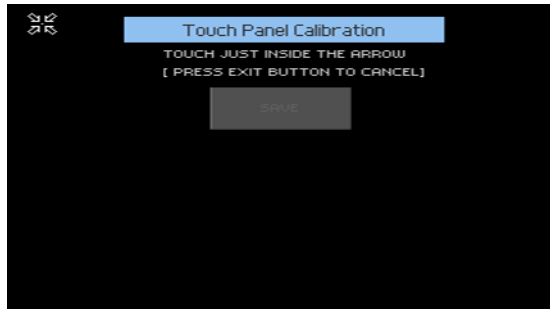 Touch Panel Calibration
TOUCH JUST INSIDE THE ARROW
[ PRESS EXIT BUTTON TO CANCEL]
SAVE